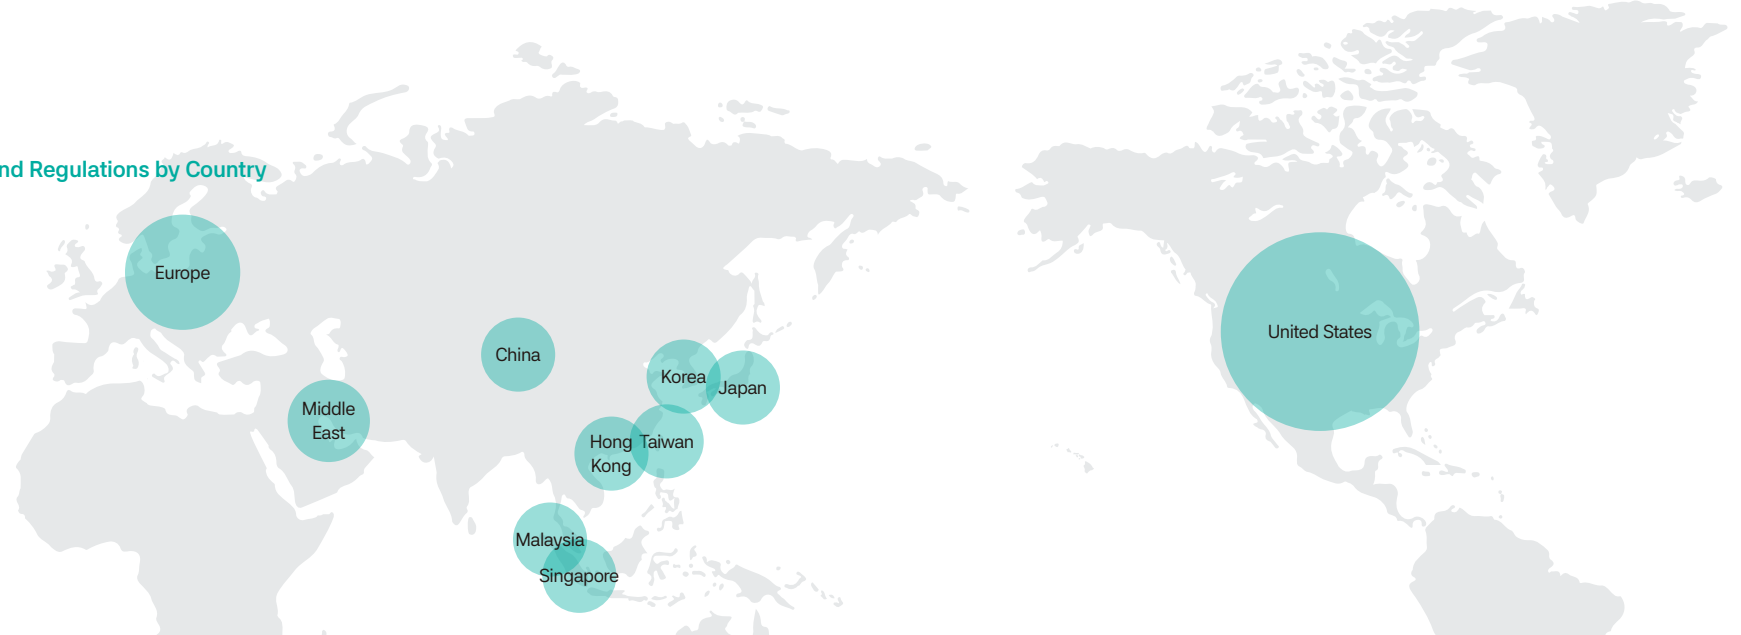 nd Regulations by Country
Europe
United States
China
Korea
Japan
Middle
East
Hong
Kong
Taiwan
Malaysia
Singapore